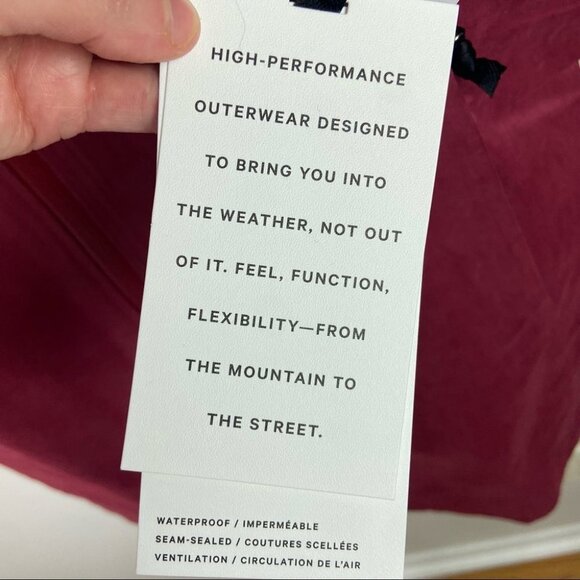 HIGH-PERFORMANCE
OUTERWEAR DESIGNED
TO BRING YOU INTO
THE WEATHER, NOT OUT
OF IT. FEEL, FUNCTION,
FLEXIBILITY—FROM
THE MOUNTAIN TO
THE STREET.
WATERPROOF / IMPERMÉABLE
SEAM-SEALED / COUTURES SCELLÉES
VENTILATION / CIRCULATION DE L'AIR